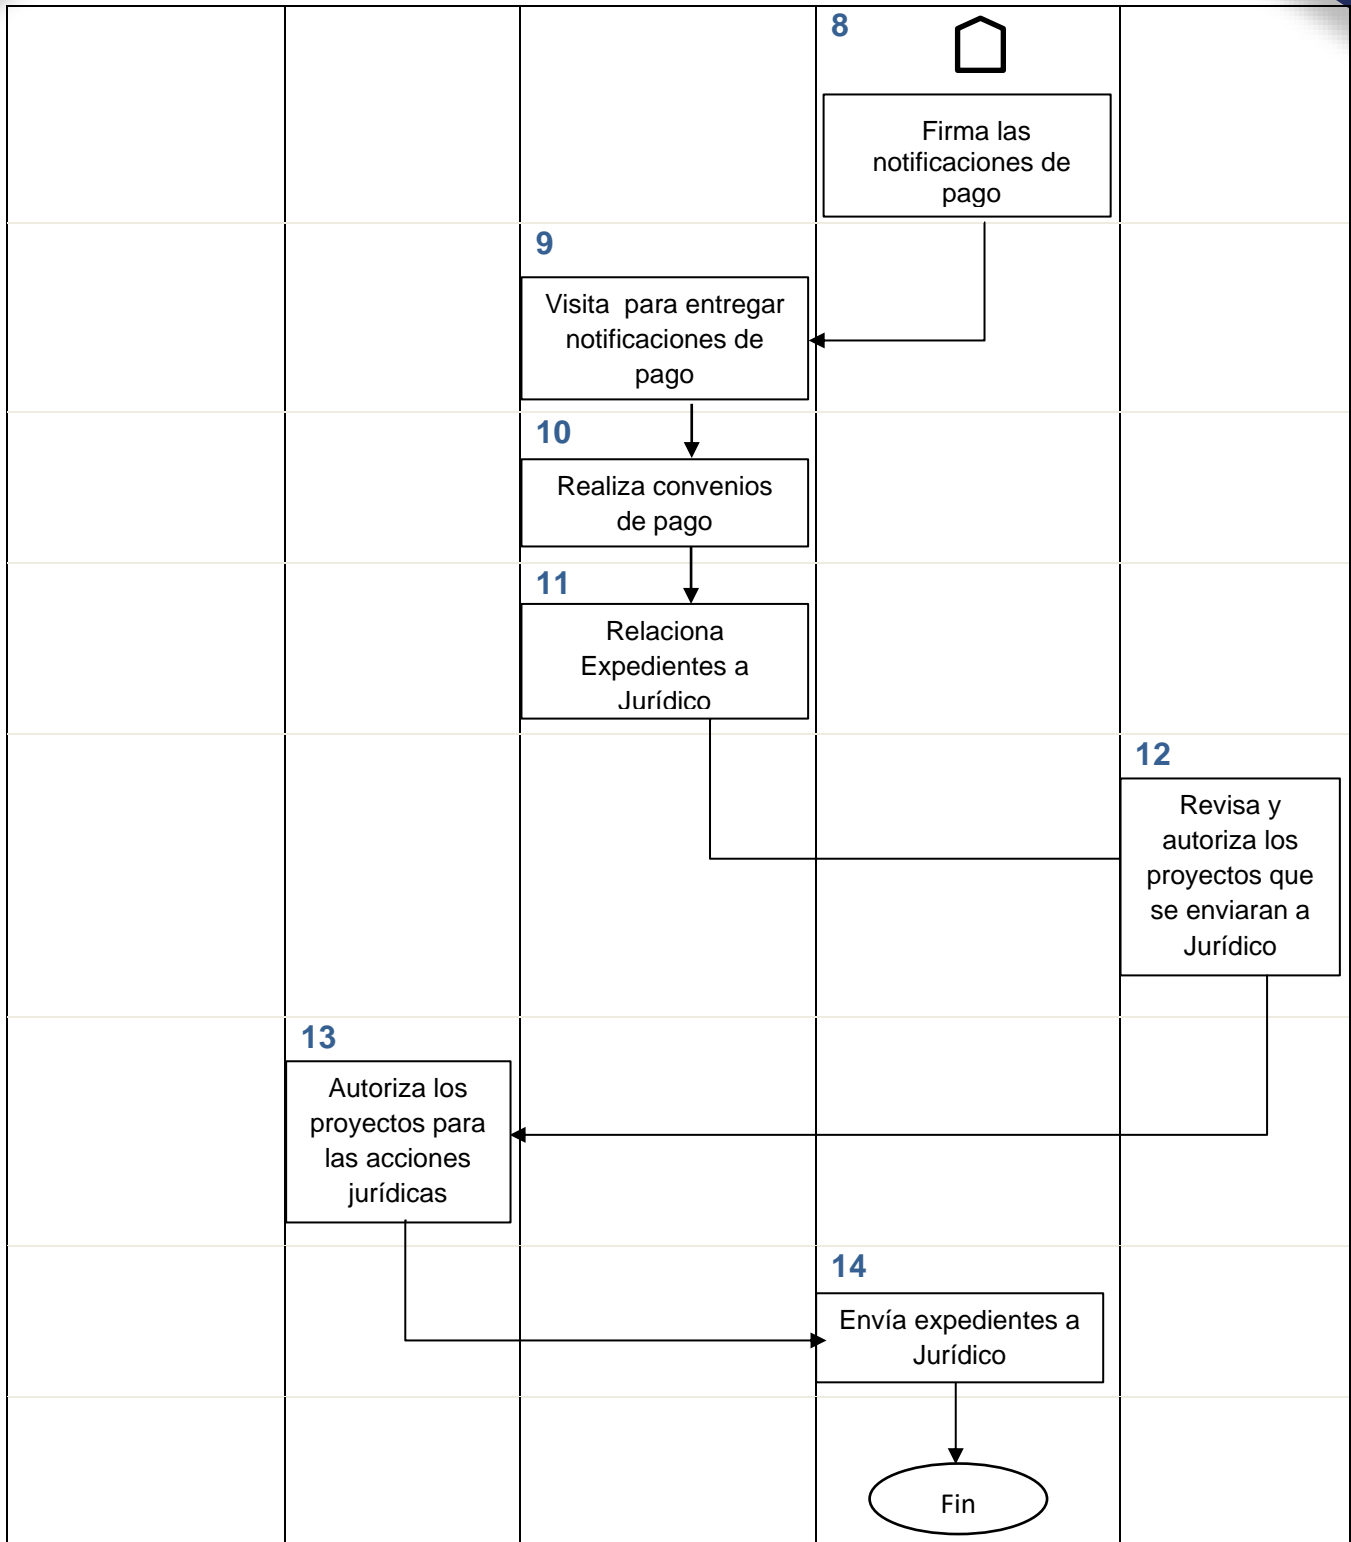 8
Firma las
notificaciones de
pago
9
Visita  para entregar
notificaciones de
pago
10
Realiza convenios
de pago
11
Relaciona
Expedientes a
Jurídico
12
Revisa y
autoriza los
proyectos que
se enviaran a
Jurídico
13
Autoriza los
proyectos para
las acciones
jurídicas
14
Envía expedientes a
Jurídico
Fin